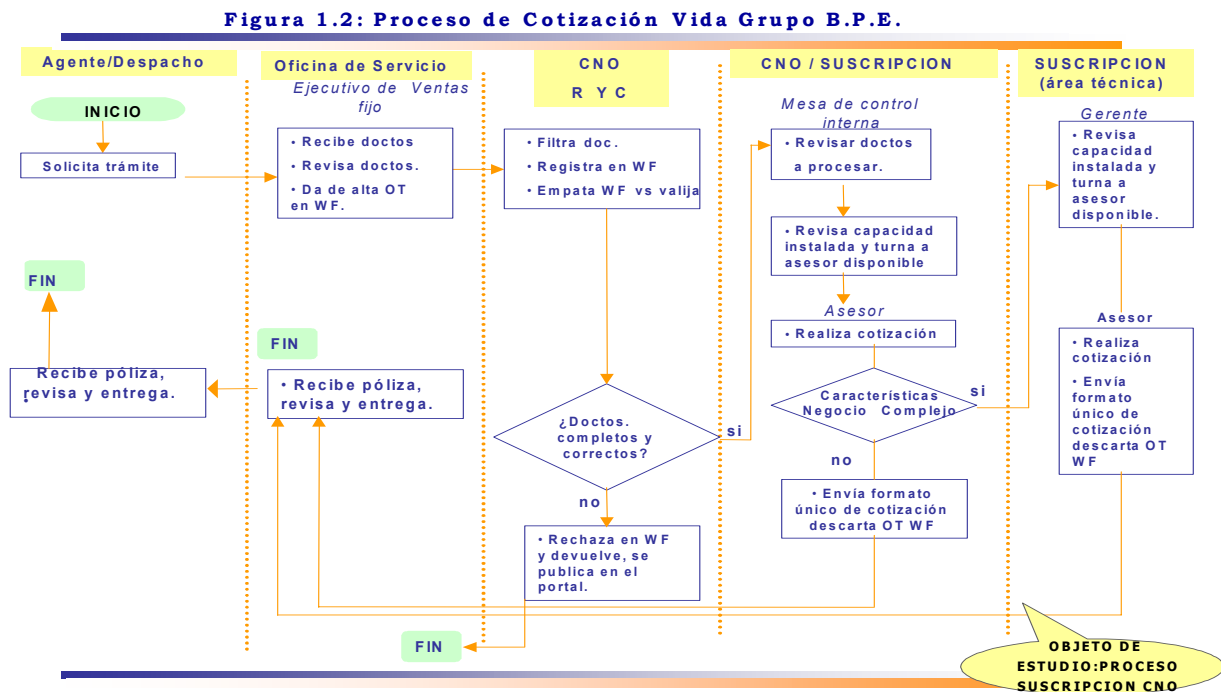 Figura 1.2: Proceso de Cotización Vida Grupo B.P.E.
Agente/Despacho
INICIO
Solicita trámite
FIN
Recibe póliza,
• revisa y entrega.
Oficina de Servicio
Ejecutivo de Ventas
fijo
• Recibe doctos
• Revisa doctos.
• Da de alta OT
en WF.
FIN
• Recibe póliza,
revisa y entrega.
CNO
R Y C
• Filtra doc.
• Registra en WF
• Empata WF vs valija
¿Doctos.
completos y
correctos?
si
no
• Rechaza en WF
y devuelve, se
publica en el
portal.
FIN
CNO / SUSCRIPCION
Mesa de control
interna
• Revisar doctos
a procesar.
• Revisa capacidad
instalada y turna a
asesor disponible
Asesor
• Realiza cotización
Características
Negocio Complejo
si
no
• Envía formato
único de cotización
descarta OT WF
SUSCRIPCION
(área técnica)
Gerente
• Revisa
capacidad
instalada y
turna a
asesor
disponible.
Asesor
• Realiza
cotización
• Envía
formato
único de
cotización
descarta OT
WF
OBJETO DE
ESTUDIO:PROCESO
SUSCRIPCION CNO